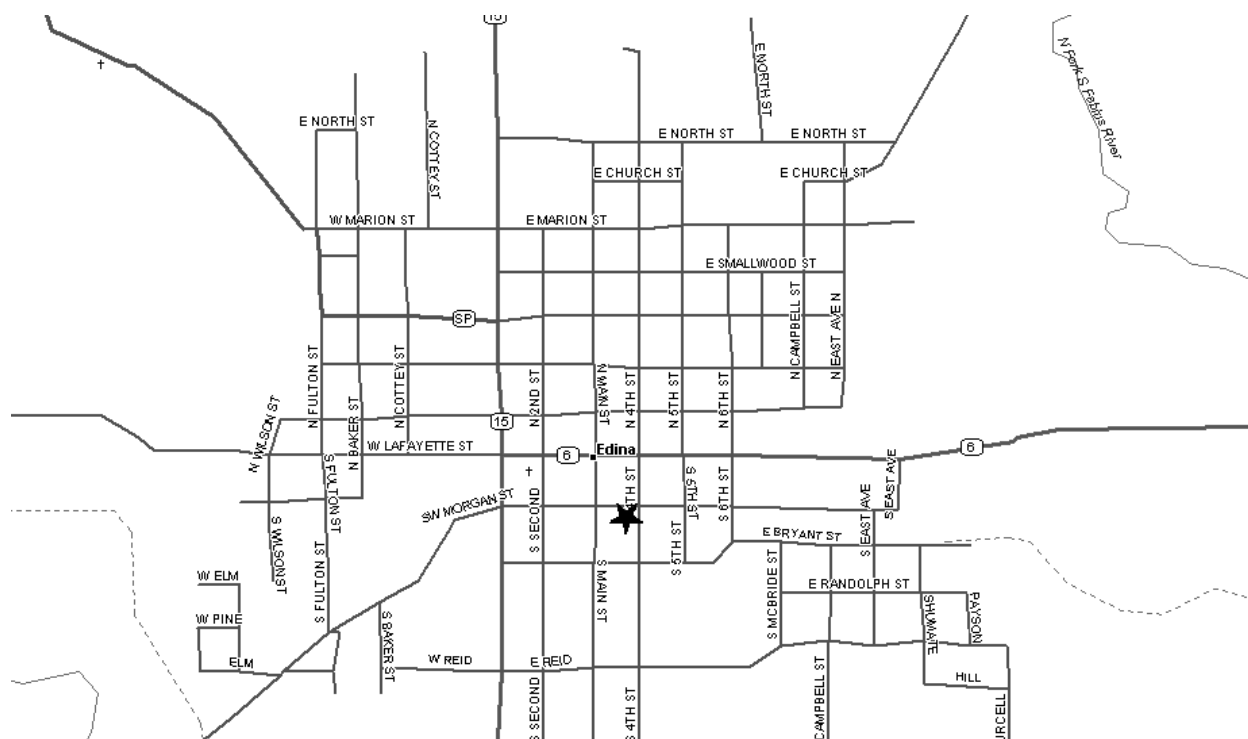 N Fork S Fabius River
E NORTH ST
E NORTH ST
N COTTEY ST
E NORTH ST
E NORTH ST
E CHURCH ST
E CHURCH ST
W MARION ST
E MARION ST
E SMALLWOOD ST
SP
N FULTON ST
N COTTEY ST
N 2ND ST
N MAIN ST
N 4TH ST
N 5TH ST
N 6TH ST
N CAMPBELL ST
N EAST AVE N
N WILSON ST
N BAKER ST
15
W LAFAYETTE ST
6
Edina
6
S FULTON ST
SW MORGAN ST
S SECOND
S 5TH ST
S 6TH ST
S EAST AVE
S EAST AVE
S WILSON ST
S FULTON ST
S MAIN ST
S 5TH ST
E BRYANT ST
W ELM
E RANDOLPH ST
W PINE
S MCBRIDE ST
SHUMATE
PAYSON
ELM
S BAKER ST
W REID
E REID
HILL
S SECOND
S 4TH ST
CAMPBELL ST